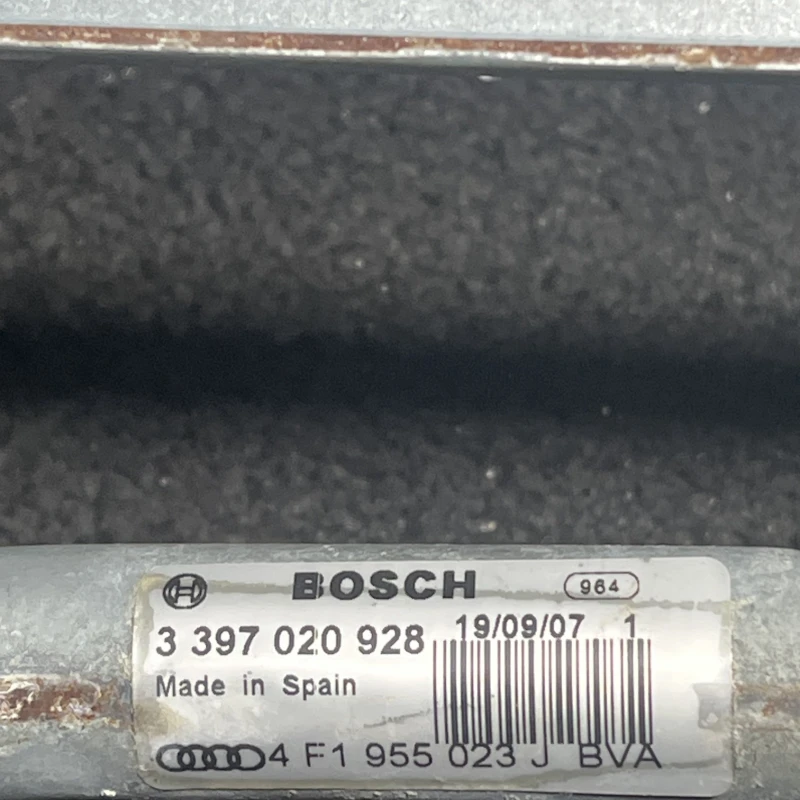 BOSCH 964
3 397 020 928 19/09/07 1
Made in Spain
4 F1 955 023 J BVA